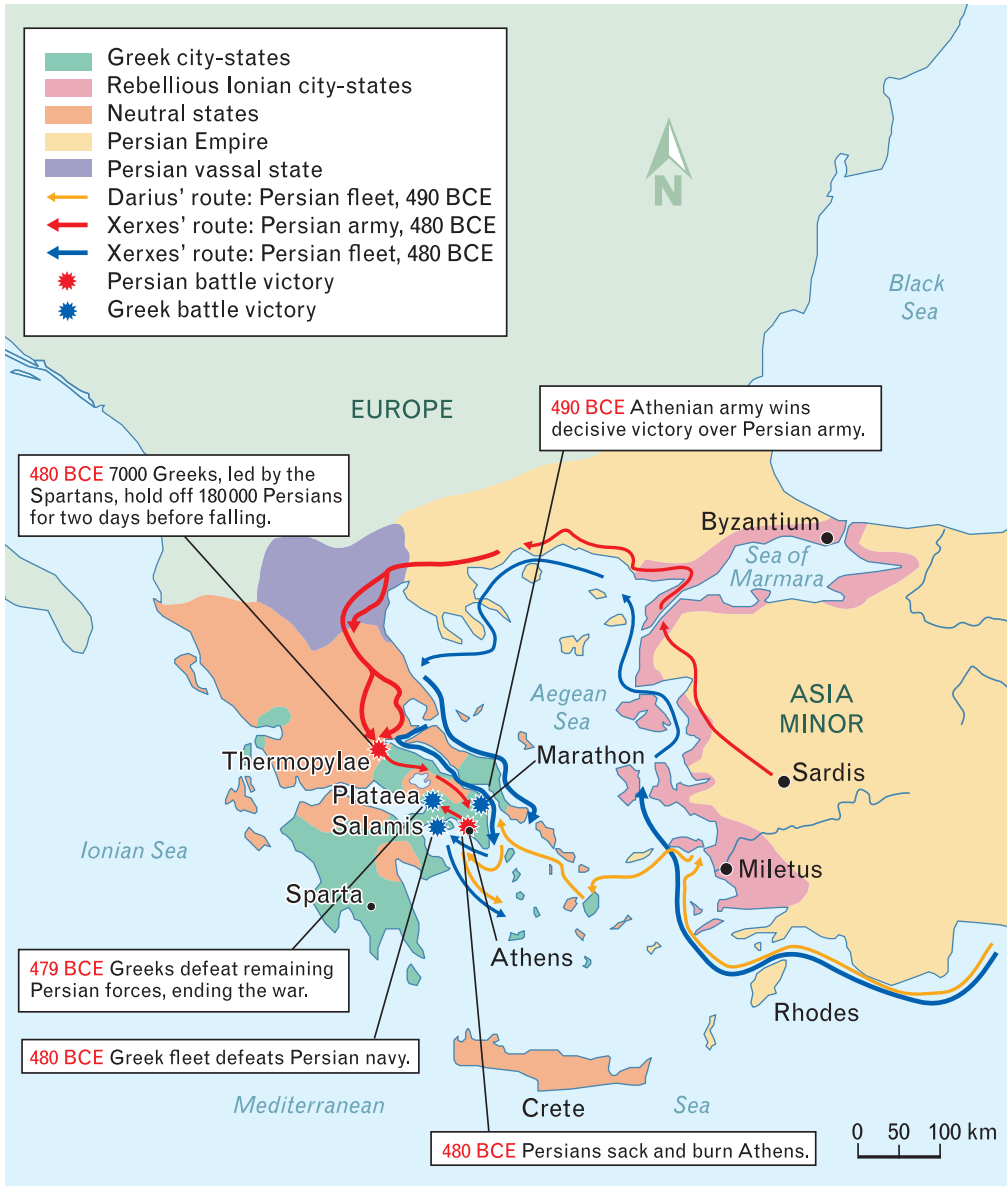 Greek city-states
Rebellious Ionian city-states
Neutral states
Persian Empire
Persian vassal state
Darius' route: Persian fleet, 490 BCE
Xerxes' route: Persian army, 480 BCE
Xerxes' route: Persian fleet, 480 BCE
Persian battle victory
Greek battle victory
N
Black
Sea
EUROPE
490 BCE Athenian army wins
decisive victory over Persian army.
480 BCE 7000 Greeks, led by the
Spartans, hold off 180000 Persians
for two days before falling.
Byzantium
Sea of
Marmara
Aegean
Sea
ASIA
MINOR
Thermopylae
Marathon
Sardis
Plataea
Salamis
Ionian Sea
Miletus
Sparta
Athens
479 BCE Greeks defeat remaining
Persian forces, ending the war.
Rhodes
480 BCE Greek fleet defeats Persian navy.
Mediterranean
Crete
Sea
480 BCE Persians sack and burn Athens.
0 50 100 km